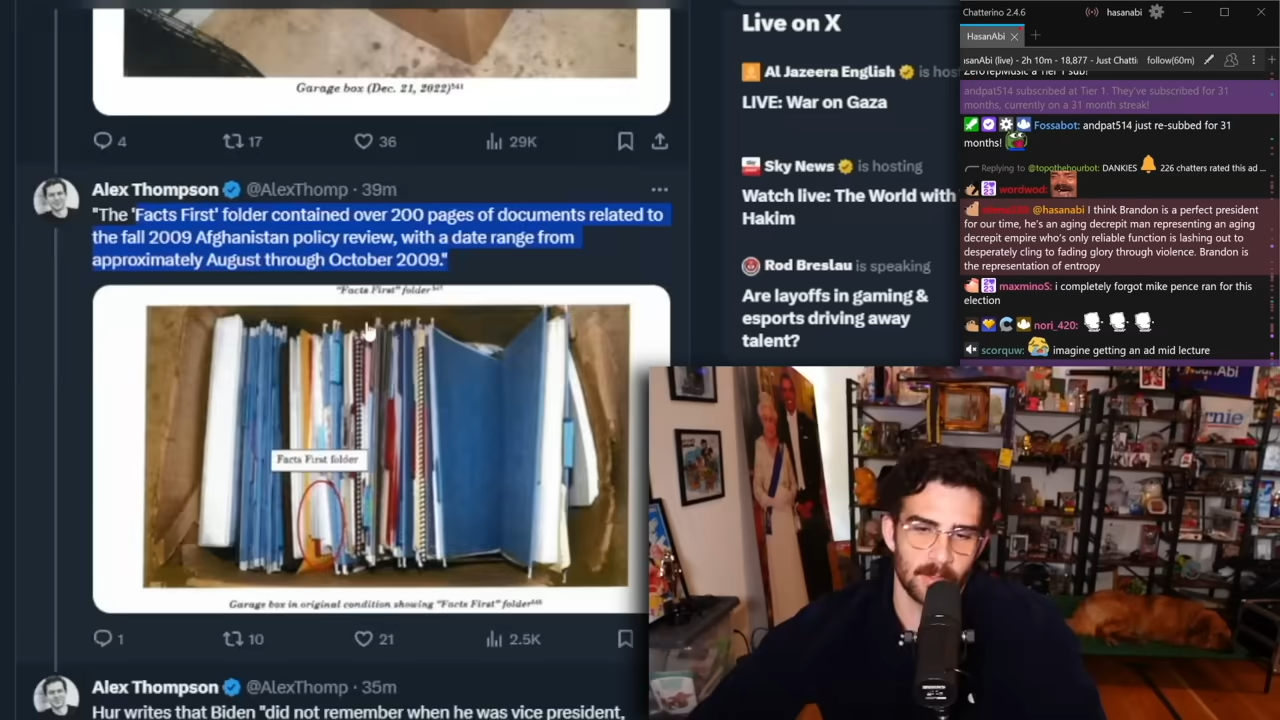 Garage box (Dec. 21, 2022)⁵⁴¹
4
17
36
29K
Alex Thompson @AlexThomp · 39m
"The 'Facts First' folder contained over 200 pages of documents related to
the fall 2009 Afghanistan policy review, with a date range from
approximately August through October 2009."
"Facts First" folder
Facts First folder
Garage box in original condition showing "Facts First" folder
1
10
21
2.5K
Alex Thompson @AlexThomp · 35m
Hur writes that Biden "did not remember when he was vice president,
Live on X
Al Jazeera English is hos
LIVE: War on Gaza
Sky News is hosting
Watch live: The World with
Hakim
Rod Breslau is speaking
Are layoffs in gaming &
esports driving away
talent?
Chatterino 2.4.6
hasanabi
HasanAbi
sanAbi (live) - 2h 10m - 18,877 - Just Chatti
follow(60m)
ZeroTepMusic a Tier 1 sub!
andpat514 subscribed at Tier 1. They've subscribed for 31
months, currently on a 31 month streak!
Fossabot: andpat514 just re-subbed for 31
months!
Replying to @topothehourbot: DANKIES 226 chatters rated this ad ...
wordwod:
@hasanabi I think Brandon is a perfect president
for our time, he's an aging decrepit man representing an aging
decrepit empire who's only reliable function is lashing out to
desperately cling to fading glory through violence. Brandon is
the representation of entropy
maxminoS: i completely forgot mike pence ran for this
election
nori_420:
scorquw: imagine getting an ad mid lecture
Abi
ernie